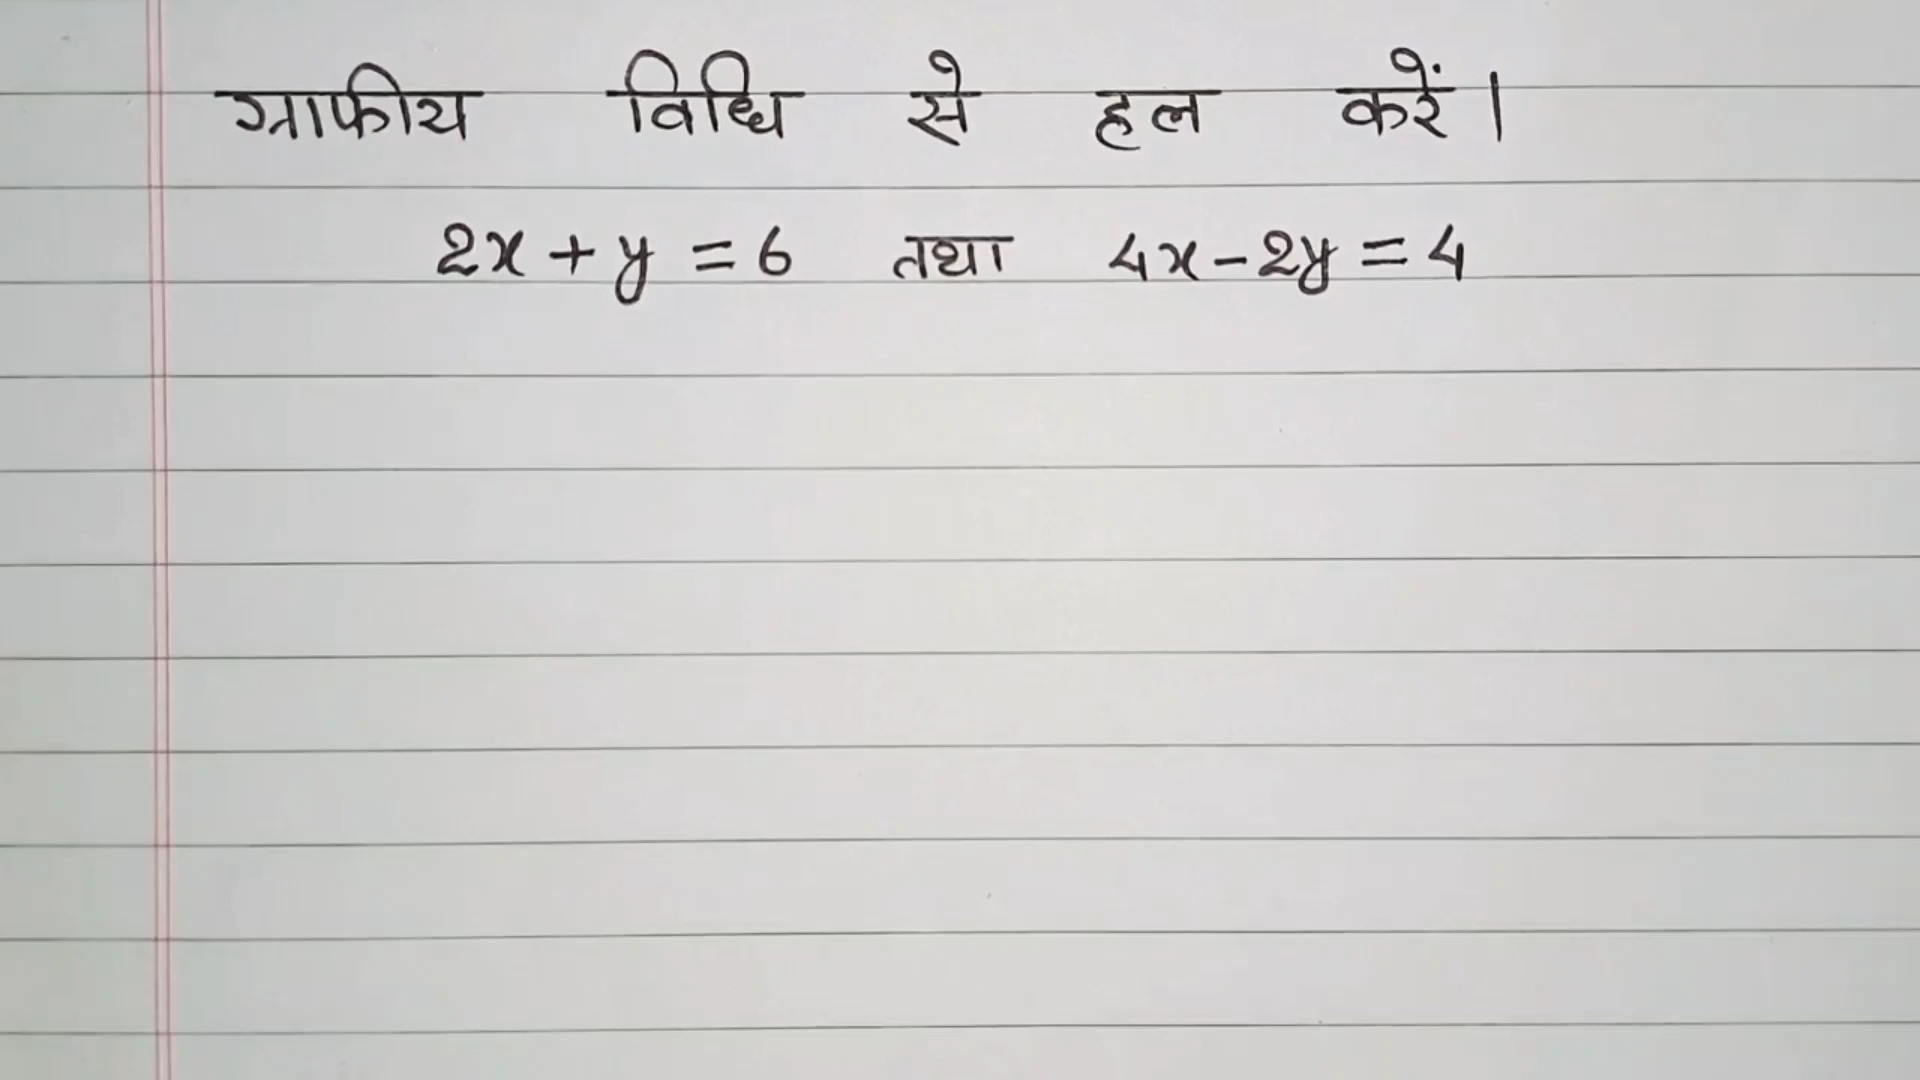 ग्राफीय विधि से हल करें।
2x + y = 6 तथा 4x - 2y = 4